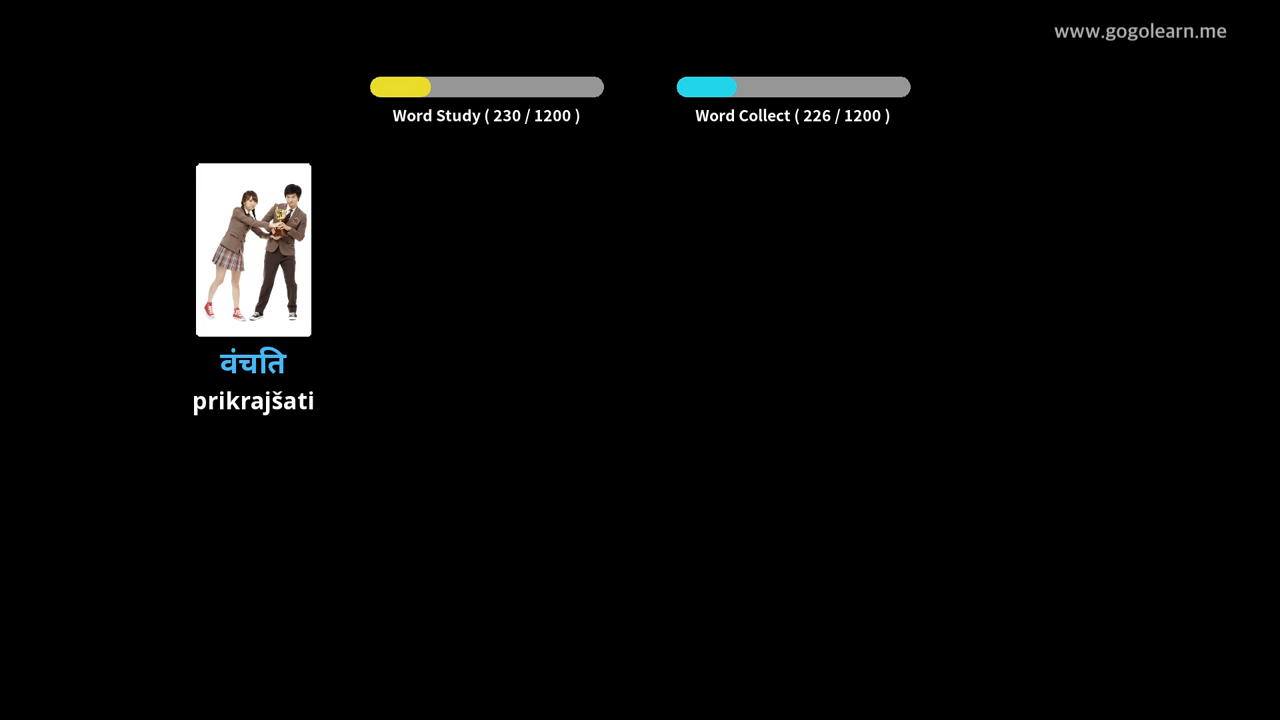 www.gogolearn.me
Word Study ( 230 / 1200 )
Word Collect ( 226 / 1200 )
वंचति
prikrajšati